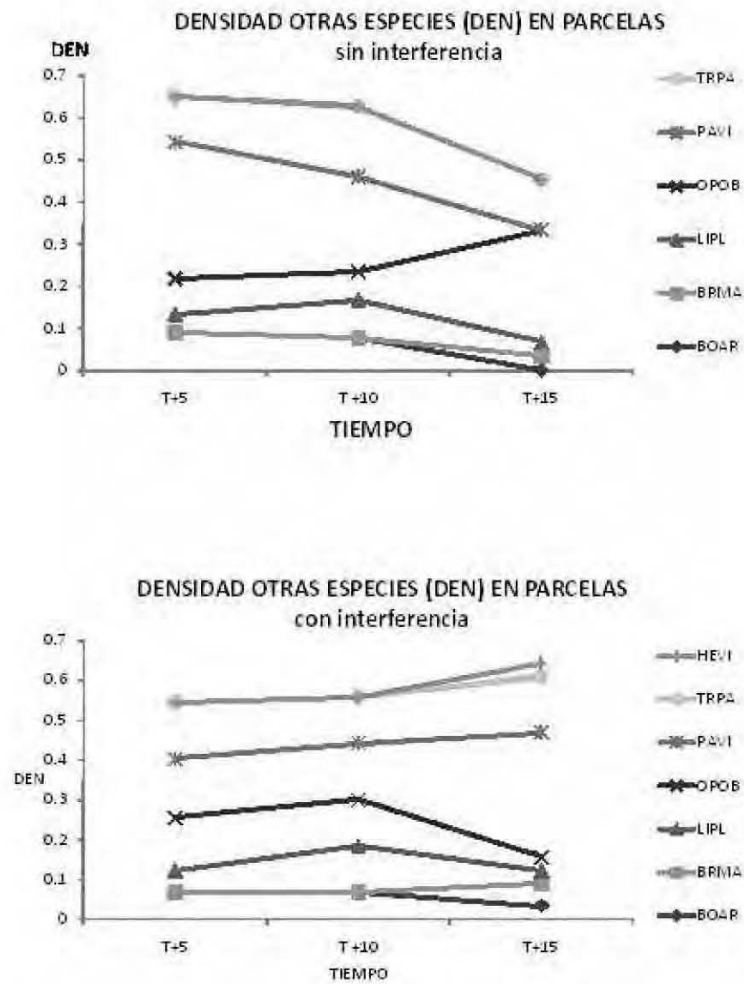 DENSIDAD OTRAS ESPECIES (DEN) EN PARCELAS
sin interferencia
DEN
0.7
0.6
0.5
0.4
0.3
0.2
0.1
0
T+5
T+10
T+15
TIEMPO
TRPA
PAVI
OPOB
LIPL
BRMA
BOAR
DENSIDAD OTRAS ESPECIES (DEN) EN PARCELAS
con interferencia
DEN
0.7
0.6
0.5
0.4
0.3
0.2
0.1
0
T+5
T+10
T+15
TIEMPO
HEVI
TRPA
PAVI
OPOB
LIPL
BRMA
BOAR